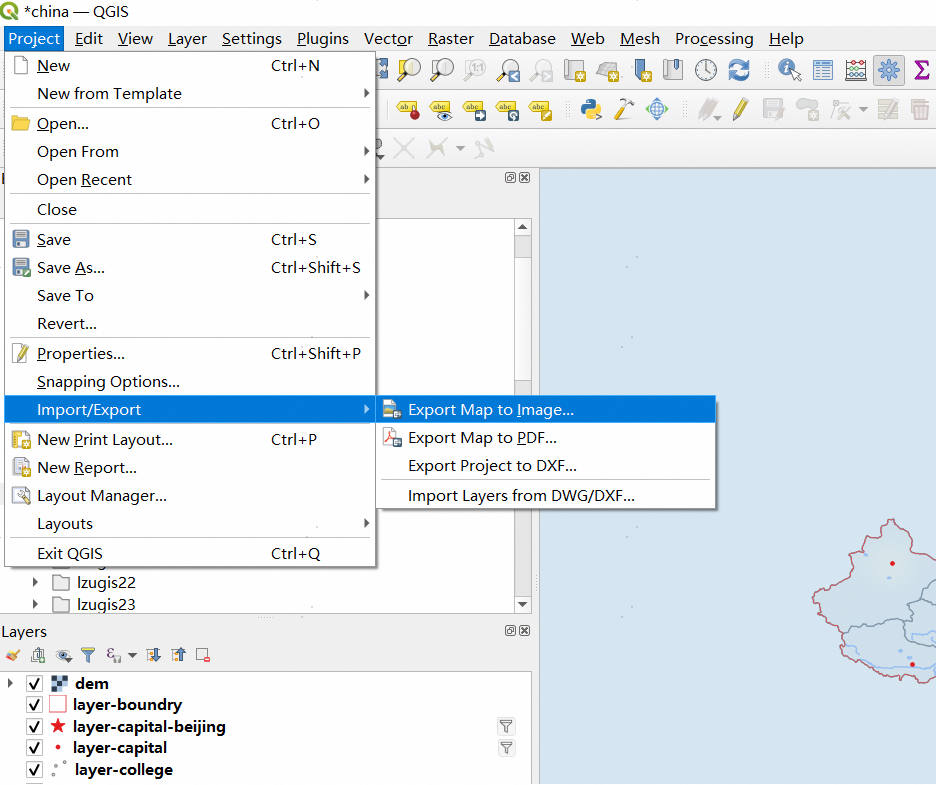 *china — QGIS
Project Edit View Layer Settings Plugins Vector Raster Database Web Mesh Processing Help
New Ctrl+N
New from Template
Open... Ctrl+O
Open From
Open Recent
Close
Save Ctrl+S
Save As... Ctrl+Shift+S
Save To
Revert...
Properties... Ctrl+Shift+P
Snapping Options...
Import/Export
Export Map to Image...
Export Map to PDF...
Export Project to DXF...
Import Layers from DWG/DXF...
New Print Layout... Ctrl+P
New Report...
Layout Manager...
Layouts
Exit QGIS Ctrl+Q
lzugis22
lzugis23
Layers
dem
layer-boundry
layer-capital-beijing
layer-capital
layer-college